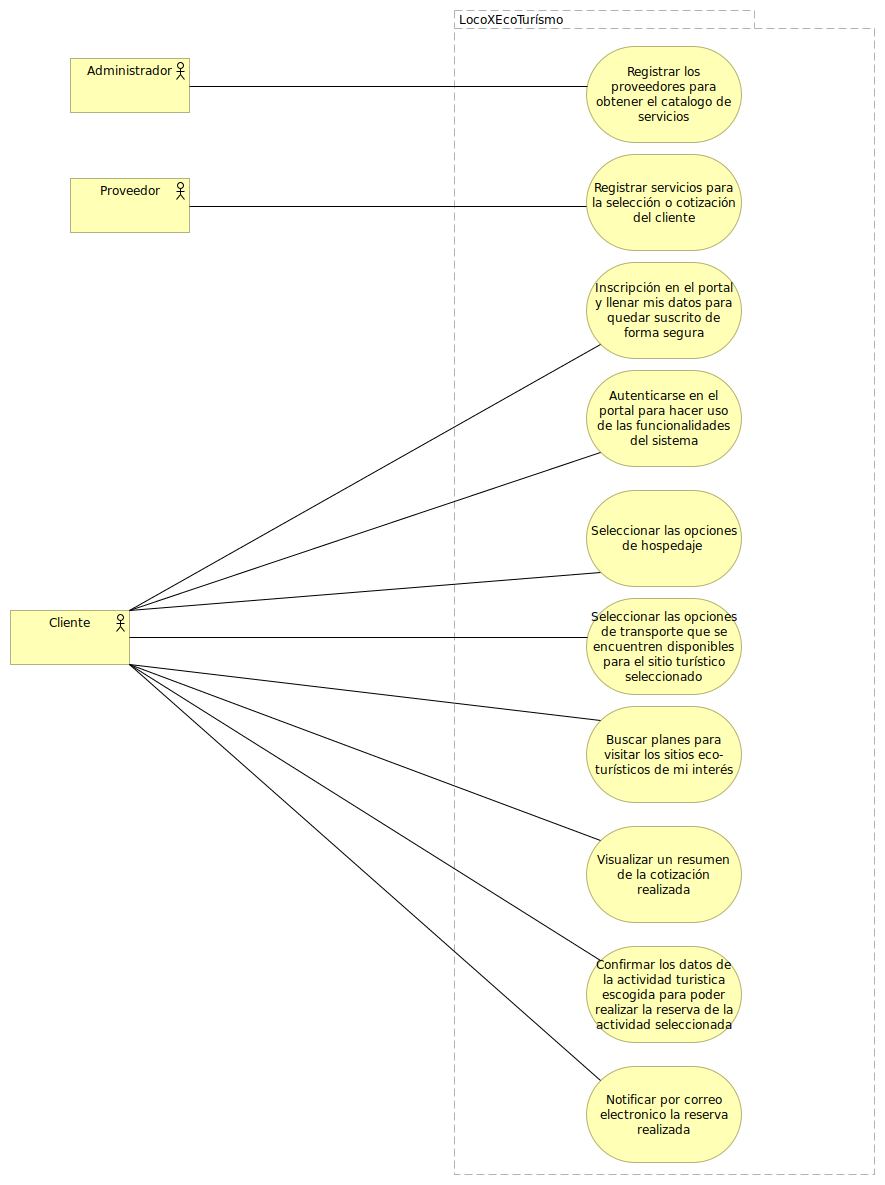 LocoXEcoTurísmo
Administrador
Registrar los
proveedores para
obtener el catalogo de
servicios
Proveedor
Registrar servicios para
la selección o cotización
del cliente
Inscripción en el portal
y llenar mis datos para
quedar suscrito de
forma segura
Autenticarse en el
portal para hacer uso
de las funcionalidades
del sistema
Seleccionar las opciones
de hospedaje
Cliente
Seleccionar las opciones
de transporte que se
encuentren disponibles
para el sitio turístico
seleccionado
Buscar planes para
visitar los sitios eco-
turísticos de mi interés
Visualizar un resumen
de la cotización
realizada
Confirmar los datos de
la actividad turistica
escogida para poder
realizar la reserva de la
actividad seleccionada
Notificar por correo
electronico la reserva
realizada